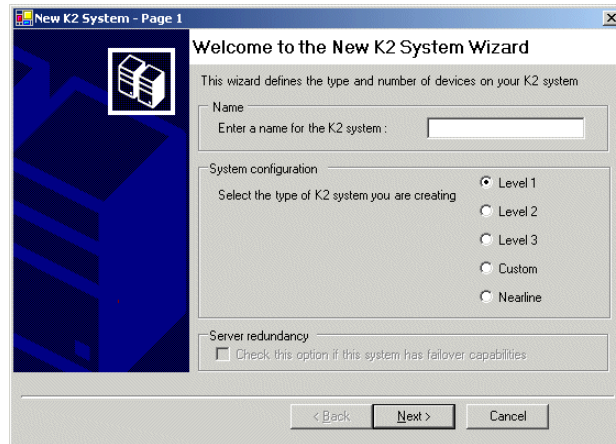 New K2 System - Page 1
Welcome to the New K2 System Wizard
This wizard defines the type and number of devices on your K2 system
Name
Enter a name for the K2 system :
System configuration
Select the type of K2 system you are creating
Level 1
Level 2
Level 3
Custom
Nearline
Server redundancy
Check this option if this system has failover capabilities
< Back
Next >
Cancel